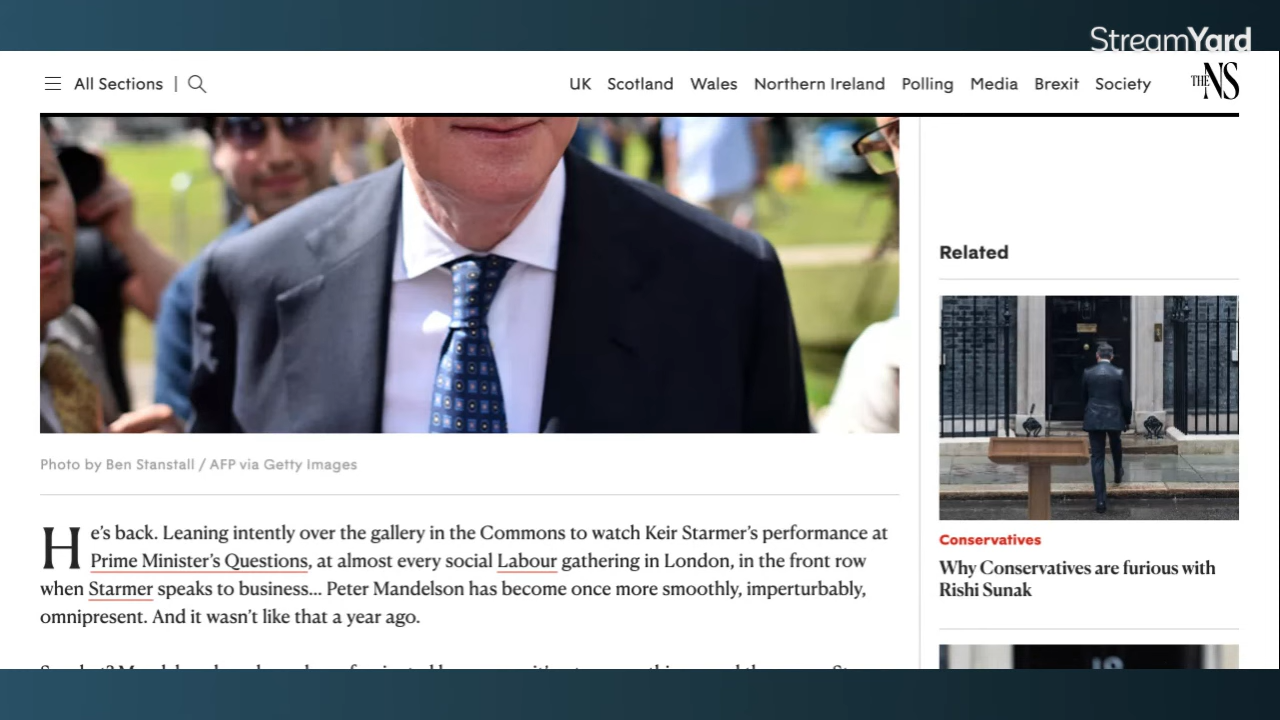 StreamYard
All Sections |
UK Scotland Wales Northern Ireland Polling Media Brexit Society
THE NS
Related
Photo by Ben Stanstall / AFP via Getty Images
He's back. Leaning intently over the gallery in the Commons to watch Keir Starmer's performance at
Prime Minister's Questions, at almost every social Labour gathering in London, in the front row
when Starmer speaks to business... Peter Mandelson has become once more smoothly, imperturbably,
omnipresent. And it wasn't like that a year ago.
Conservatives
Why Conservatives are furious with
Rishi Sunak